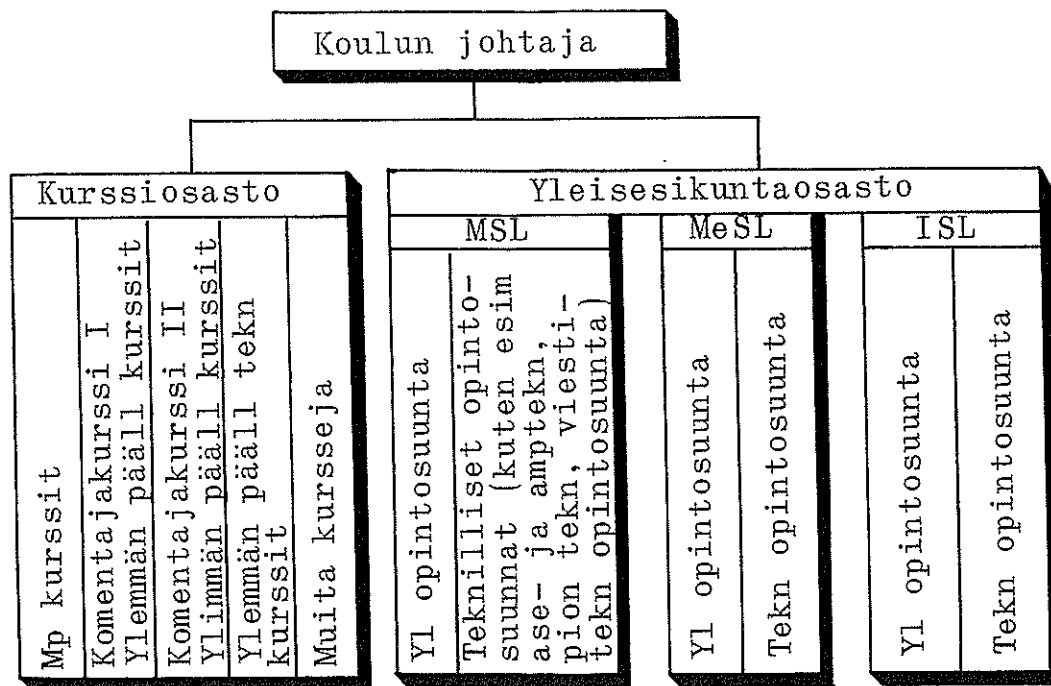 Koulun johtaja
Kurssiosasto
Mp kurssit
Komentajakurssi I
Ylemmän pääll kurssit
Komentajakurssi II
Ylimmän pääll kurssit
Ylemmän pääll tekn
kurssit
Muita kursseja
Yleisesikuntaosasto
MSL
Yl opintosuunta
Teknilliset opinto-
suunnat (kuten esim
ase- ja amptekn,
pion tekn, viesti-
tekn opintosuunta)
MeSL
Yl opintosuunta
Tekn opintosuunta
ISL
Yl opintosuunta
Tekn opintosuunta